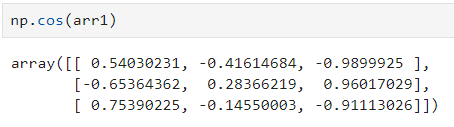 np.cos(arr1)
array([[ 0.54030231, -0.41614684, -0.9899925 ],
       [-0.65364362,  0.28366219,  0.96017029],
       [ 0.75390225, -0.14550003, -0.91113026]])